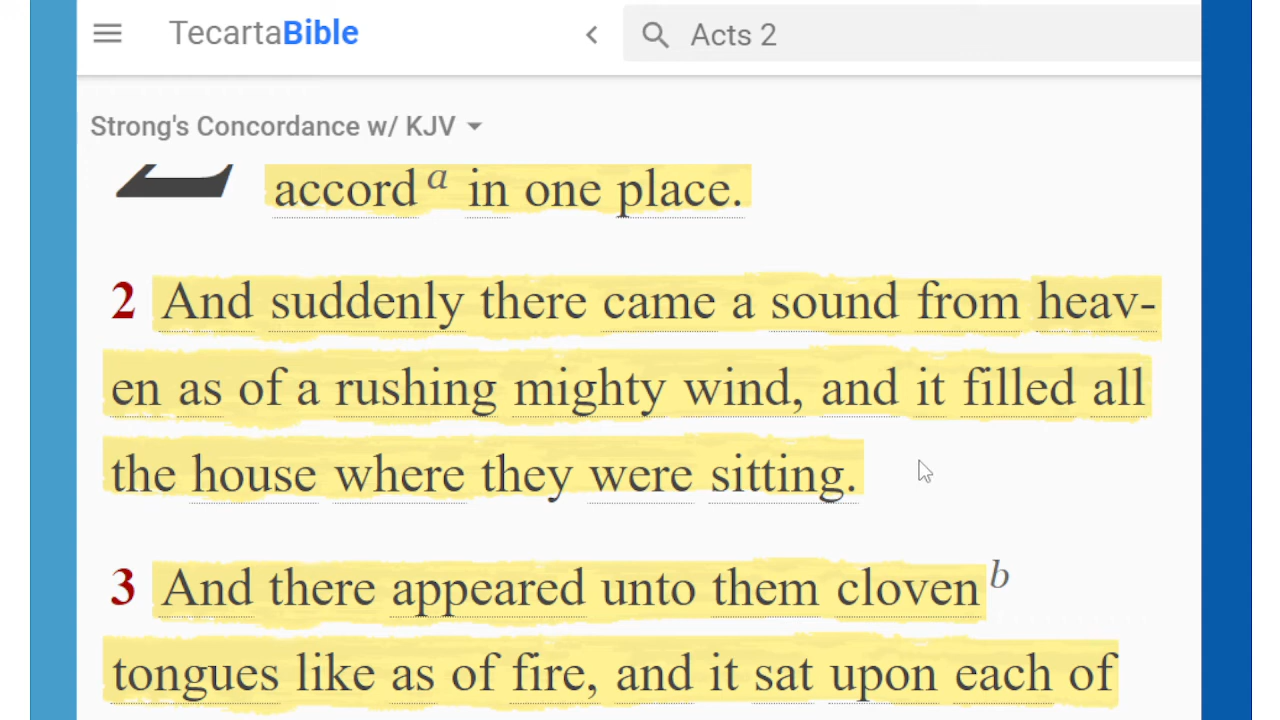 TecartaBible
Acts 2
Strong's Concordance w/ KJV
accord a in one place.
2 And suddenly there came a sound from heav-
en as of a rushing mighty wind, and it filled all
the house where they were sitting.
3 And there appeared unto them cloven b
tongues like as of fire, and it sat upon each of